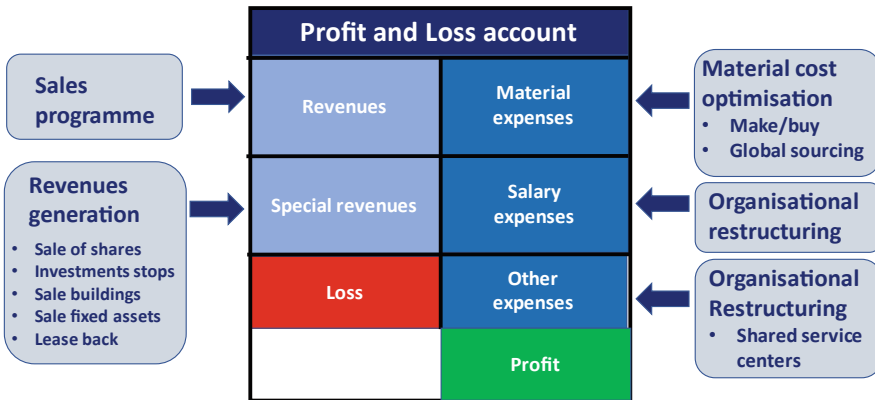 Profit and Loss account
Sales
programme
Revenues
Material
expenses
Material cost
optimisation
• Make/buy
• Global sourcing
Revenues
generation
• Sale of shares
• Investments stops
• Sale buildings
• Sale fixed assets
• Lease back
Special revenues
Salary
expenses
Organisational
restructuring
Loss
Other
expenses
Organisational
Restructuring
• Shared service
centers
Profit